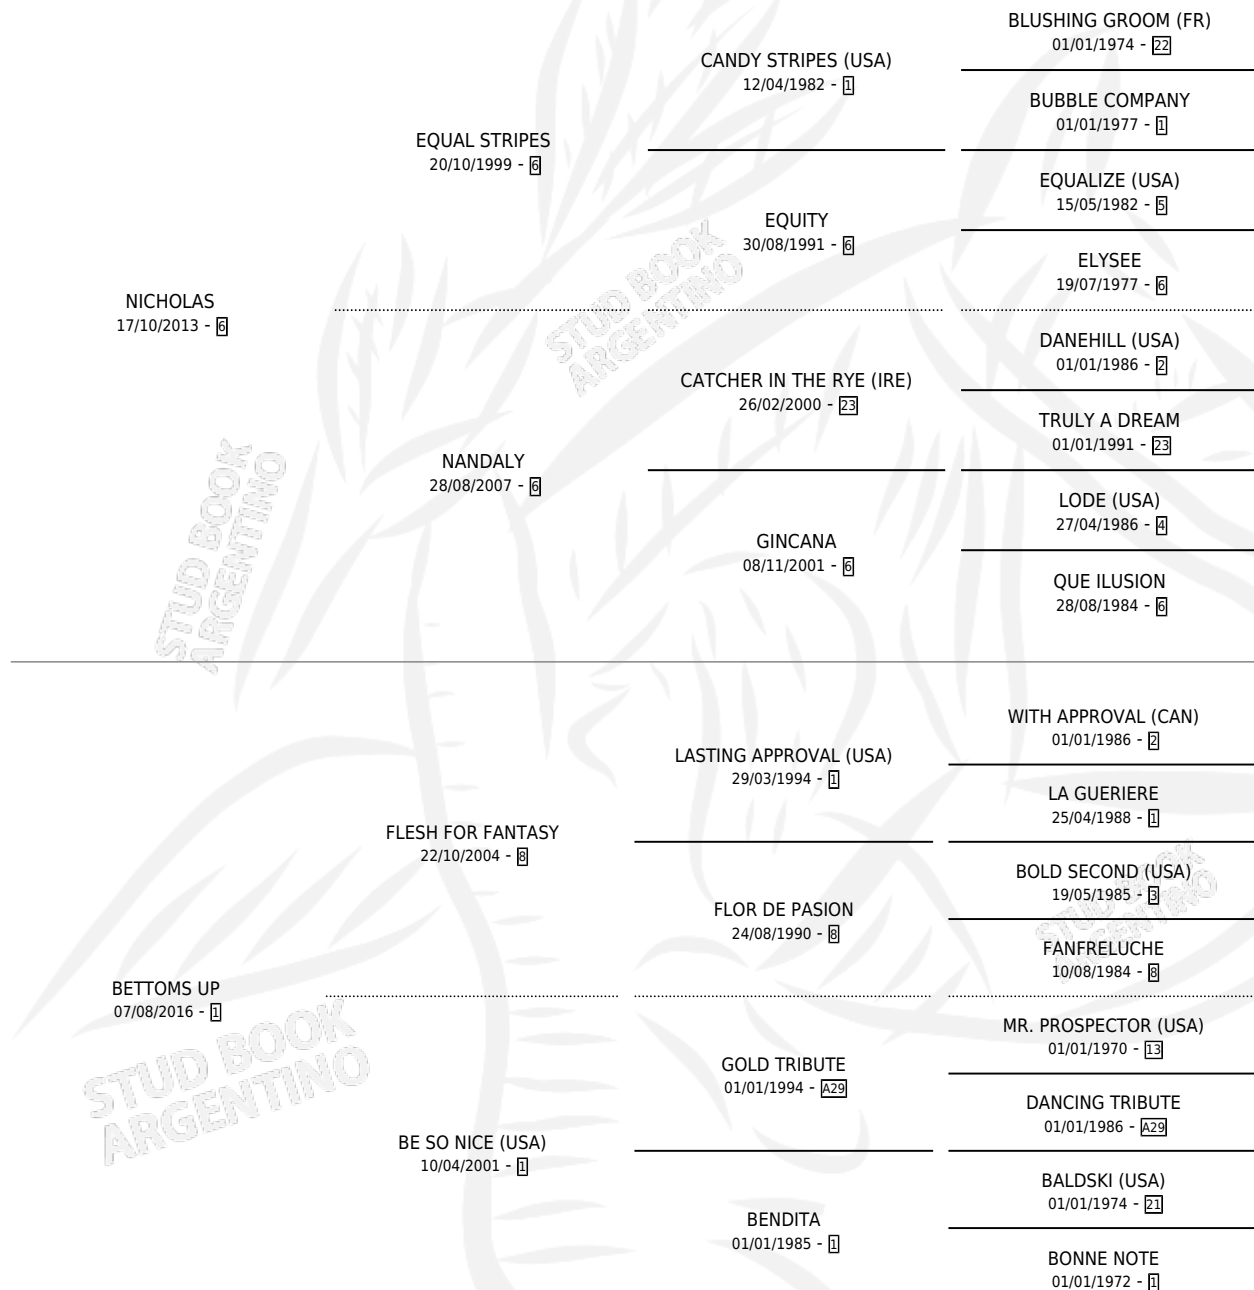 BLUSHING GROOM (FR)
01/01/1974 - 22
CANDY STRIPES (USA)
12/04/1982 - 1
BUBBLE COMPANY
01/01/1977 - 1
EQUAL STRIPES
20/10/1999 - 6
EQUALIZE (USA)
15/05/1982 - 5
EQUITY
30/08/1991 - 6
ELYSEE
19/07/1977 - 6
NICHOLAS
17/10/2013 - 6
DANEHILL (USA)
01/01/1986 - 2
CATCHER IN THE RYE (IRE)
26/02/2000 - 23
TRULY A DREAM
01/01/1991 - 23
NANDALY
28/08/2007 - 6
LODE (USA)
27/04/1986 - 4
GINCANA
08/11/2001 - 6
QUE ILUSION
28/08/1984 - 6
STUD BOOK
ARGENTINO
STUD BOOK
ARGENTINO
WITH APPROVAL (CAN)
01/01/1986 - 2
LASTING APPROVAL (USA)
29/03/1994 - 1
LA GUERIERE
25/04/1988 - 1
FLESH FOR FANTASY
22/10/2004 - 8
BOLD SECOND (USA)
19/05/1985 - 3
FLOR DE PASION
24/08/1990 - 8
FANFRELUCHE
10/08/1984 - 8
BETTOMS UP
07/08/2016 - 1
MR. PROSPECTOR (USA)
01/01/1970 - 13
GOLD TRIBUTE
01/01/1994 - A29
DANCING TRIBUTE
01/01/1986 - A29
BE SO NICE (USA)
10/04/2001 - 1
BALDSKI (USA)
01/01/1974 - 21
BENDITA
01/01/1985 - 1
BONNE NOTE
01/01/1972 - 1
STUD BOOK
ARGENTINO
STUD BOOK
ARGENTINO